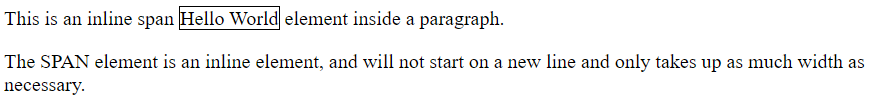 This is an inline span Hello World element inside a paragraph.
The SPAN element is an inline element, and will not start on a new line and only takes up as much width as
necessary.